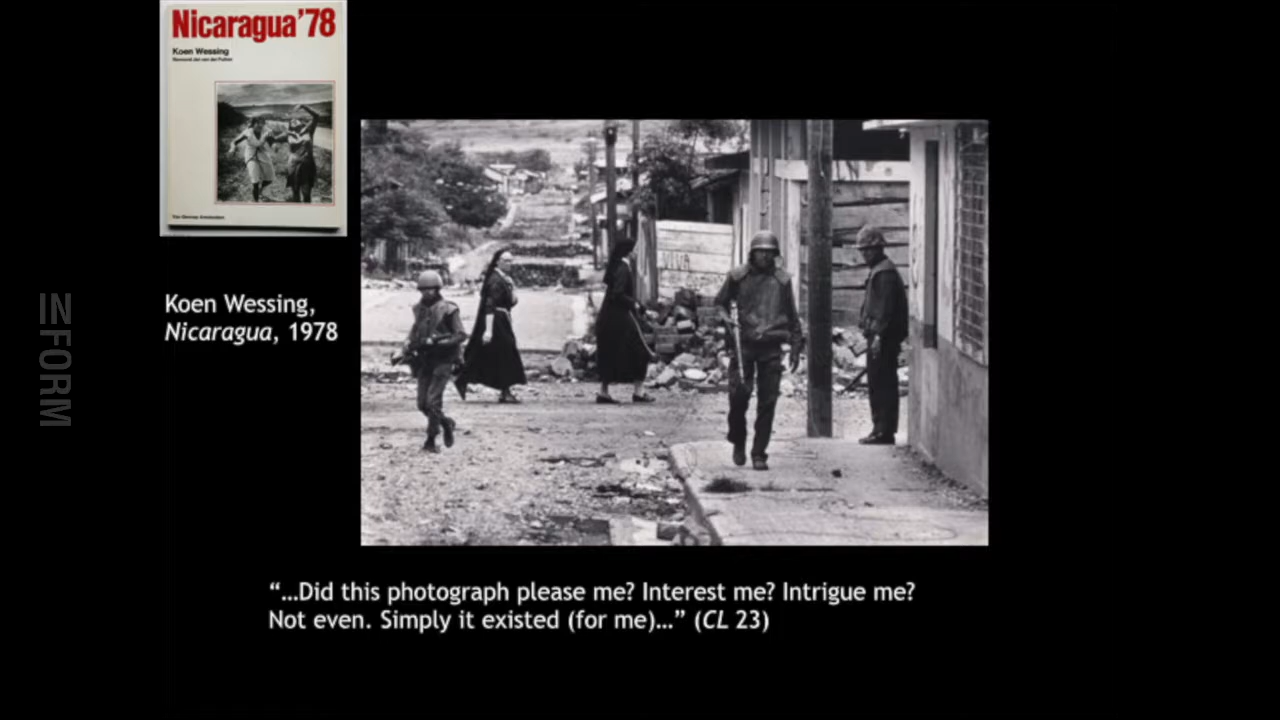 Nicaragua'78
Koen Wessing
Koen Wessing,
Nicaragua, 1978
INFORM
VIVA
“…Did this photograph please me? Interest me? Intrigue me?
Not even. Simply it existed (for me)…” (CL 23)